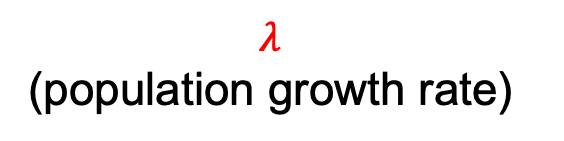 λ
(population growth rate)